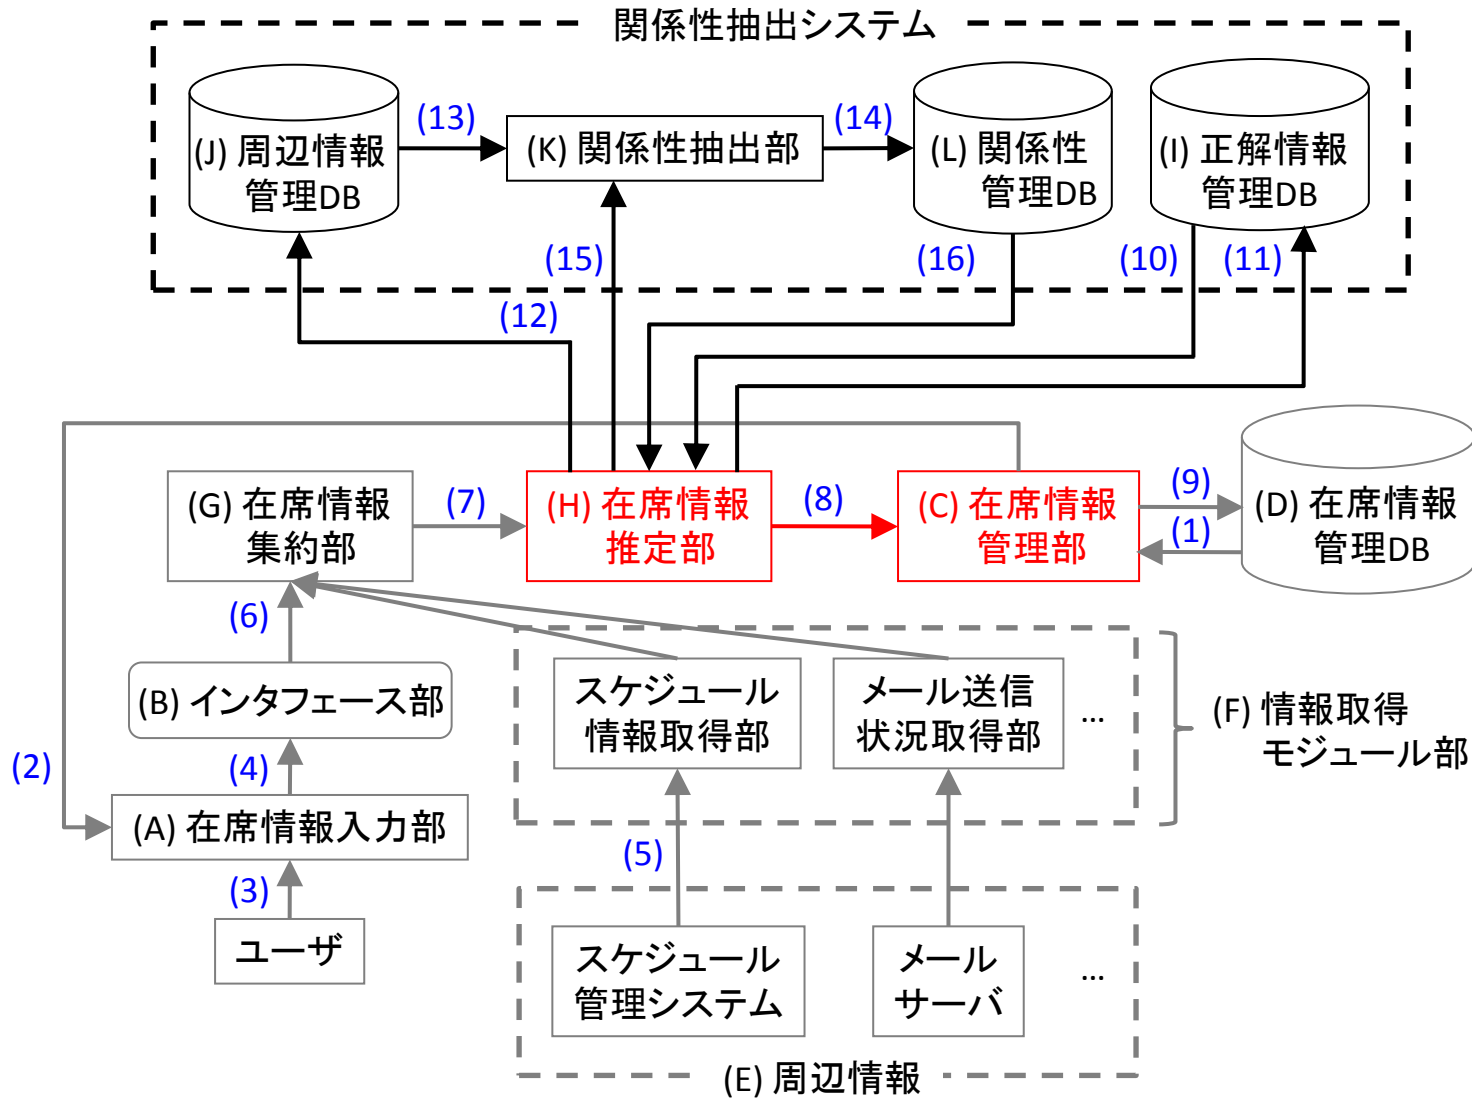 関係性抽出システム
(J) 周辺情報
管理DB
(13)
(K) 関係性抽出部
(14)
(L) 関係性
管理DB
(I) 正解情報
管理DB
(12)
(15)
(16)
(10)
(11)
(G) 在席情報
集約部
(7)
(H) 在席情報
推定部
(8)
(C) 在席情報
管理部
(9)
(1)
(D) 在席情報
管理DB
(6)
(B) インタフェース部
スケジュール
情報取得部
メール送信
状況取得部
...
(F) 情報取得
モジュール部
(2)
(4)
(A) 在席情報入力部
(5)
(3)
ユーザ
スケジュール
管理システム
メール
サーバ
...
(E) 周辺情報